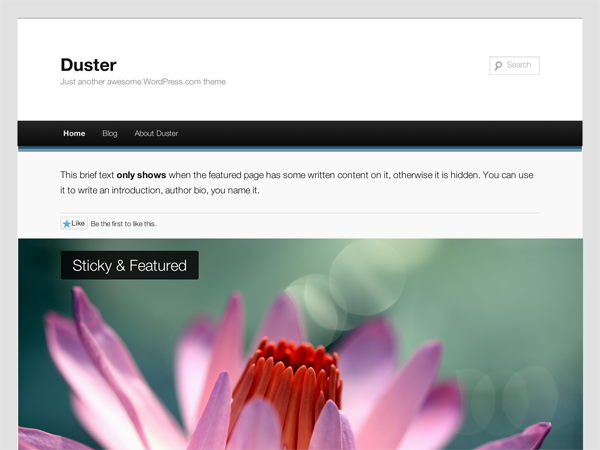 Duster
Just another awesome WordPress.com theme
Search
Home Blog About Duster
This brief text only shows when the featured page has some written content on it, otherwise it is hidden. You can use
it to write an introduction, author bio, you name it.
Like Be the first to like this.
Sticky & Featured